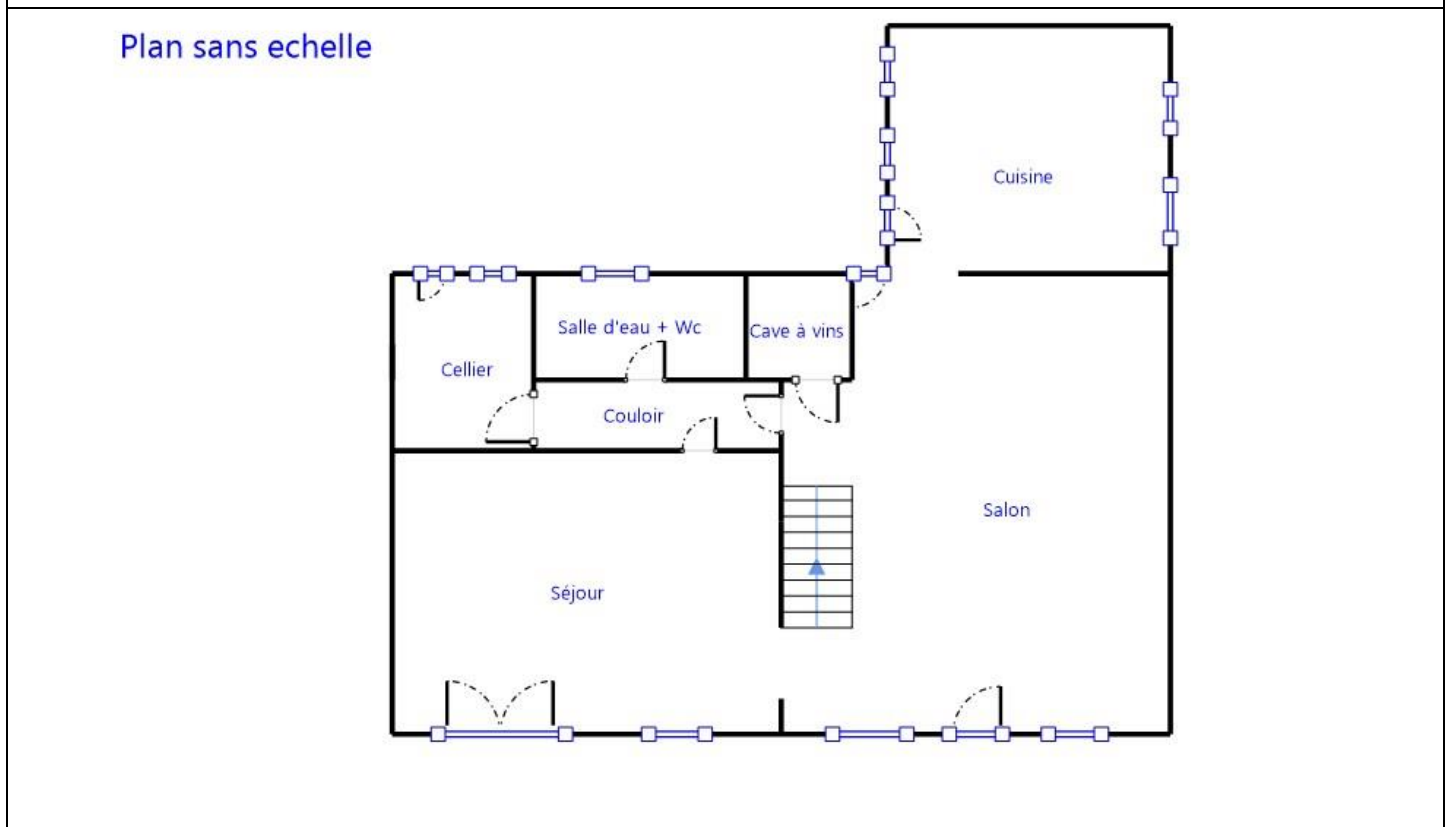 Plan sans echelle
Cuisine
Salle d'eau + Wc
Cave à vins
Cellier
Couloir
Salon
Séjour